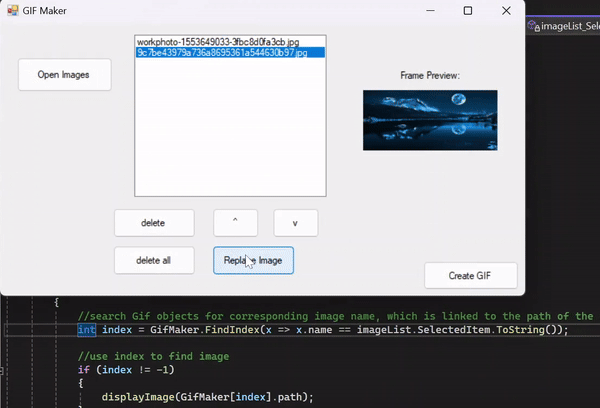 GIF Maker
imageList_Sele
workphoto-1553649033-3fbc8d0fa3cb.jpg
9c7be43979a736a8695361a544630b97.jpg
Open Images
Frame Preview:
delete
^
v
delete all
Replace Image
Create GIF
{
//search Gif objects for corresponding image name, which is linked to the path of the
int index = GifMaker.FindIndex(x => x.name == imageList.SelectedItem.ToString());
//use index to find image
if (index != -1)
{
displayImage(GifMaker[index].path);